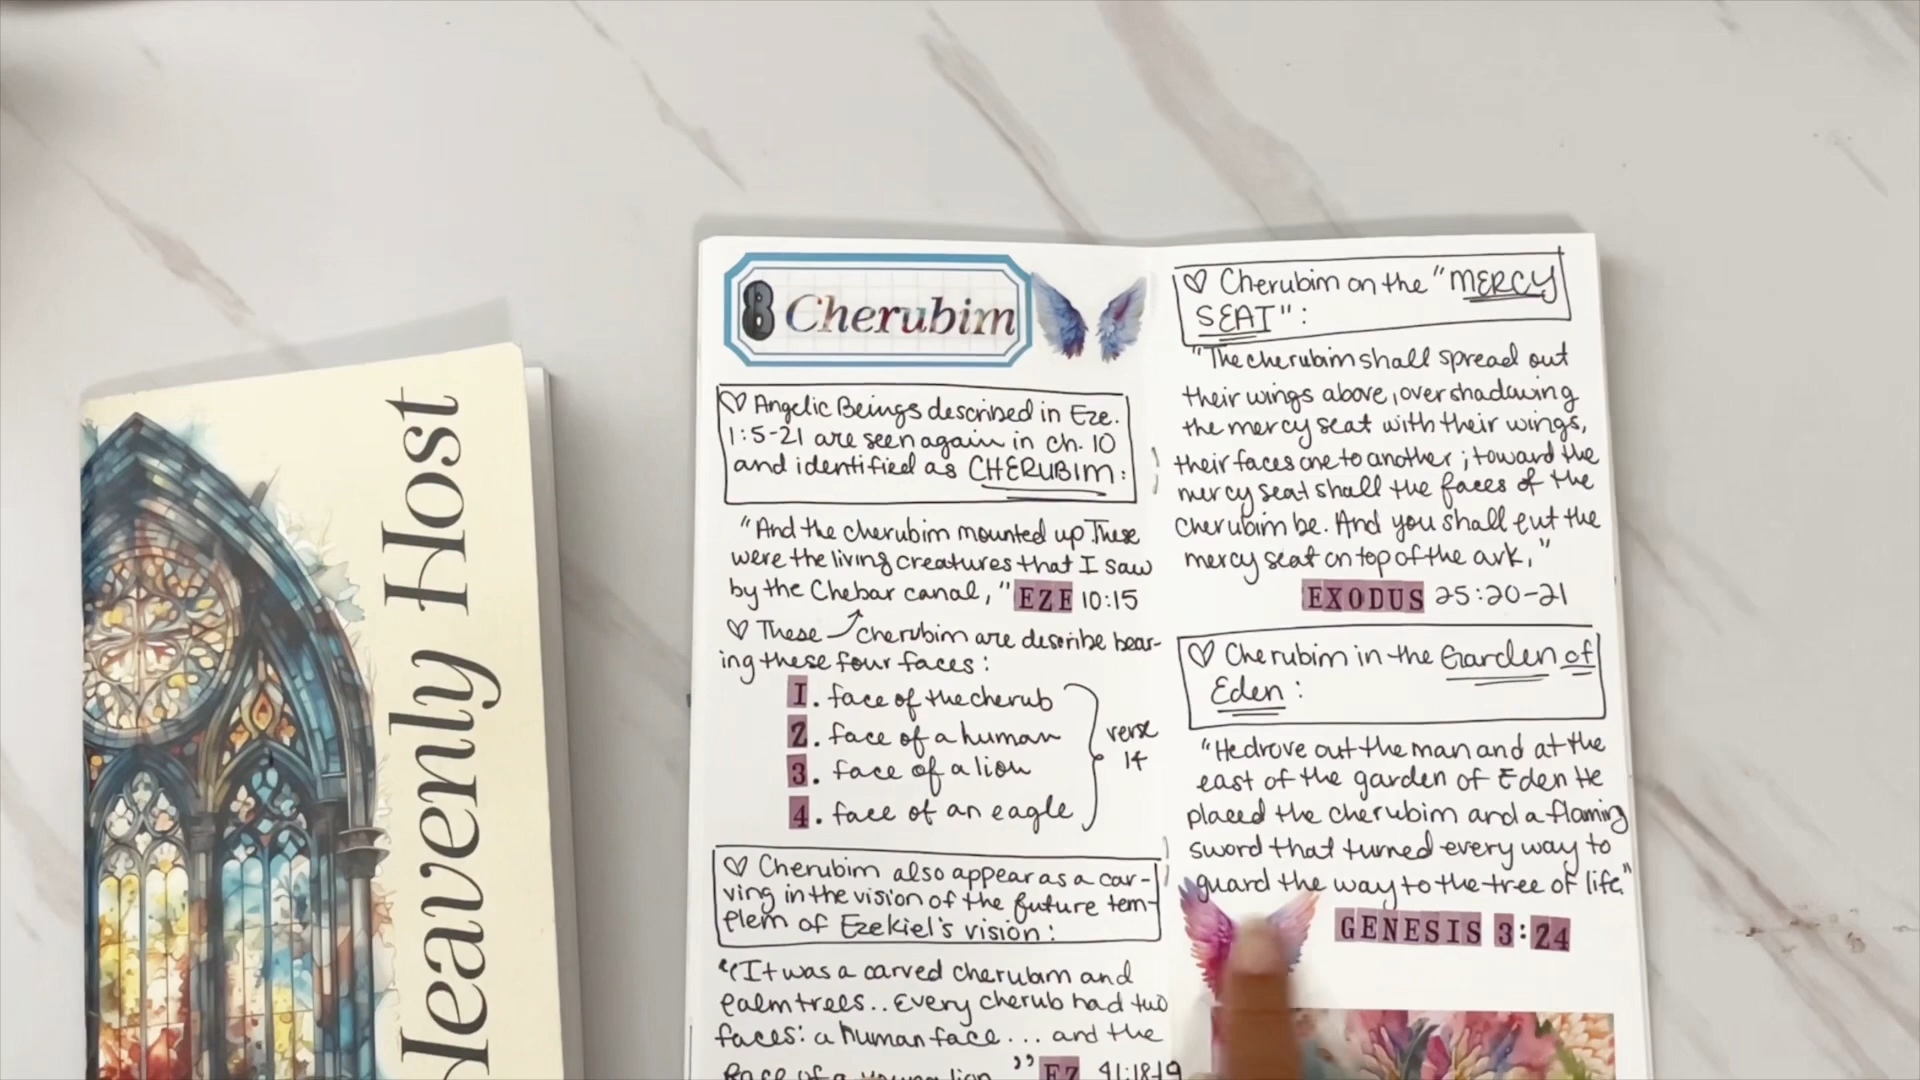 Heavenly Host
8 Cherubim
♡ Angelic Beings described in Eze.
1:5-21 are seen again in ch. 10
and identified as CHERUBIM:
"And the cherubim mounted up. These
were the living creatures that I saw
by the Chebar canal," EZE 10:15
♡ These cherubim are describe bear-
ing these four faces:
1. face of the cherub
2. face of a human
3. face of a lion
4. face of an eagle
verse
14
♡ Cherubim also appear as a car-
ving in the vision of the future tem-
plem of Ezekiel's vision:
"It was a carved cherubim and
palmtrees.. Every cherub had two
faces: a human face... and the
face of a young lion " EZ 41:18-19
♡ Cherubim on the "MERCY
SEAT":
"The cherubim shall spread out
their wings above, overshadowing
the mercy seat with their wings,
their faces one to another; toward the
mercy seat shall the faces of the
cherubim be. And you shall put the
mercy seat on top of the ark,"
EXODUS 25:20-21
♡ Cherubim in the Garden of
Eden:
"He drove out the man and at the
east of the garden of Eden He
placed the cherubim and a flaming
sword that turned every way to
guard the way to the tree of life."
GENESIS 3:24